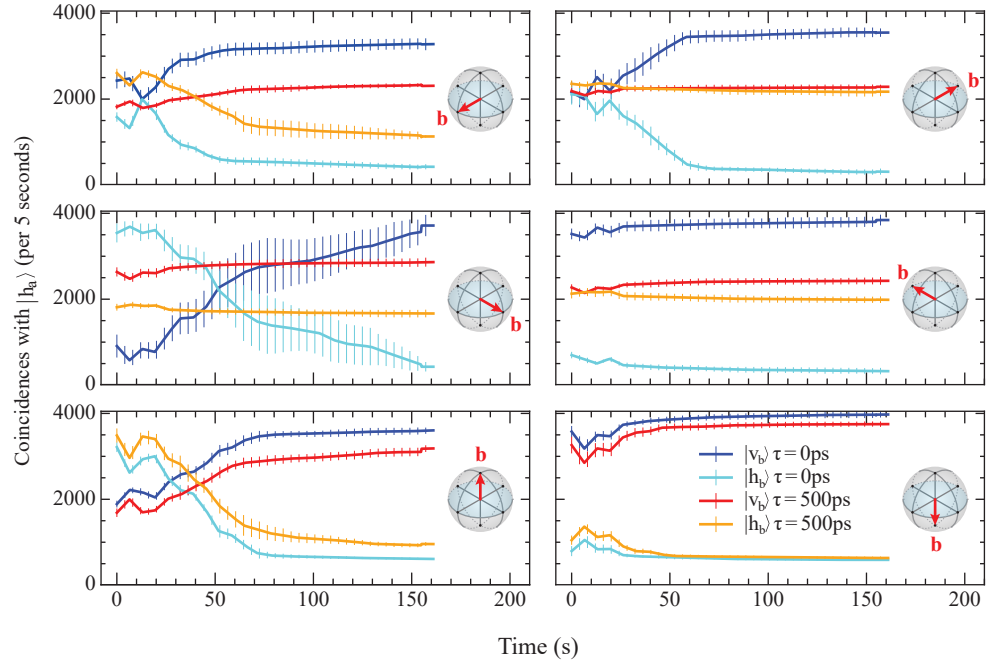 4000
2000
0
b
b
4000
2000
0
b
b
4000
2000
0
b
b
|v_b⟩ τ = 0ps
|h_b⟩ τ = 0ps
|v_b⟩ τ = 500ps
|h_b⟩ τ = 500ps
0 50 100 150 200
0 50 100 150 200
Coincidences with |h_a⟩ (per 5 seconds)
Time (s)